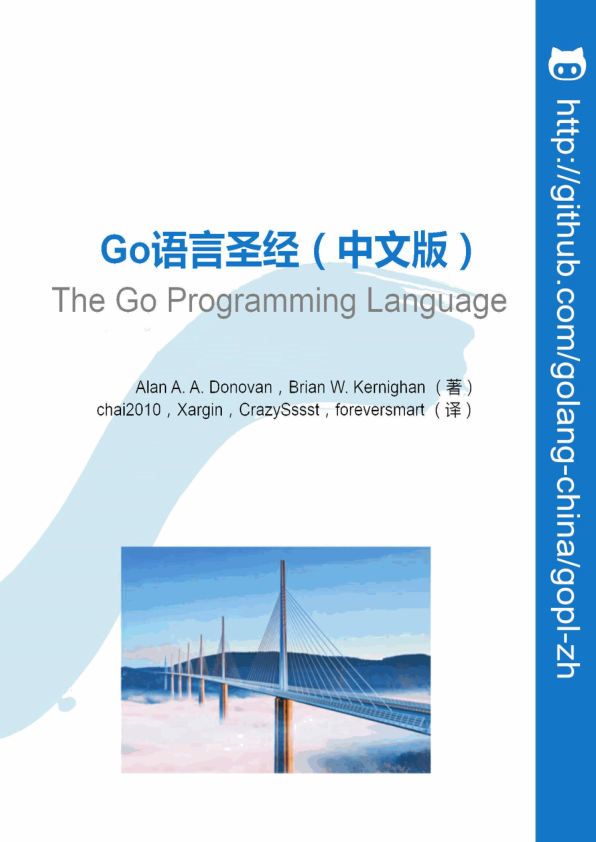 Go语言圣经（中文版）
The Go Programming Language
Alan A. A. Donovan，Brian W. Kernighan （著）
chai2010，Xargin，CrazySssst，foreversmart （译）
http://github.com/golang-china/gopl-zh